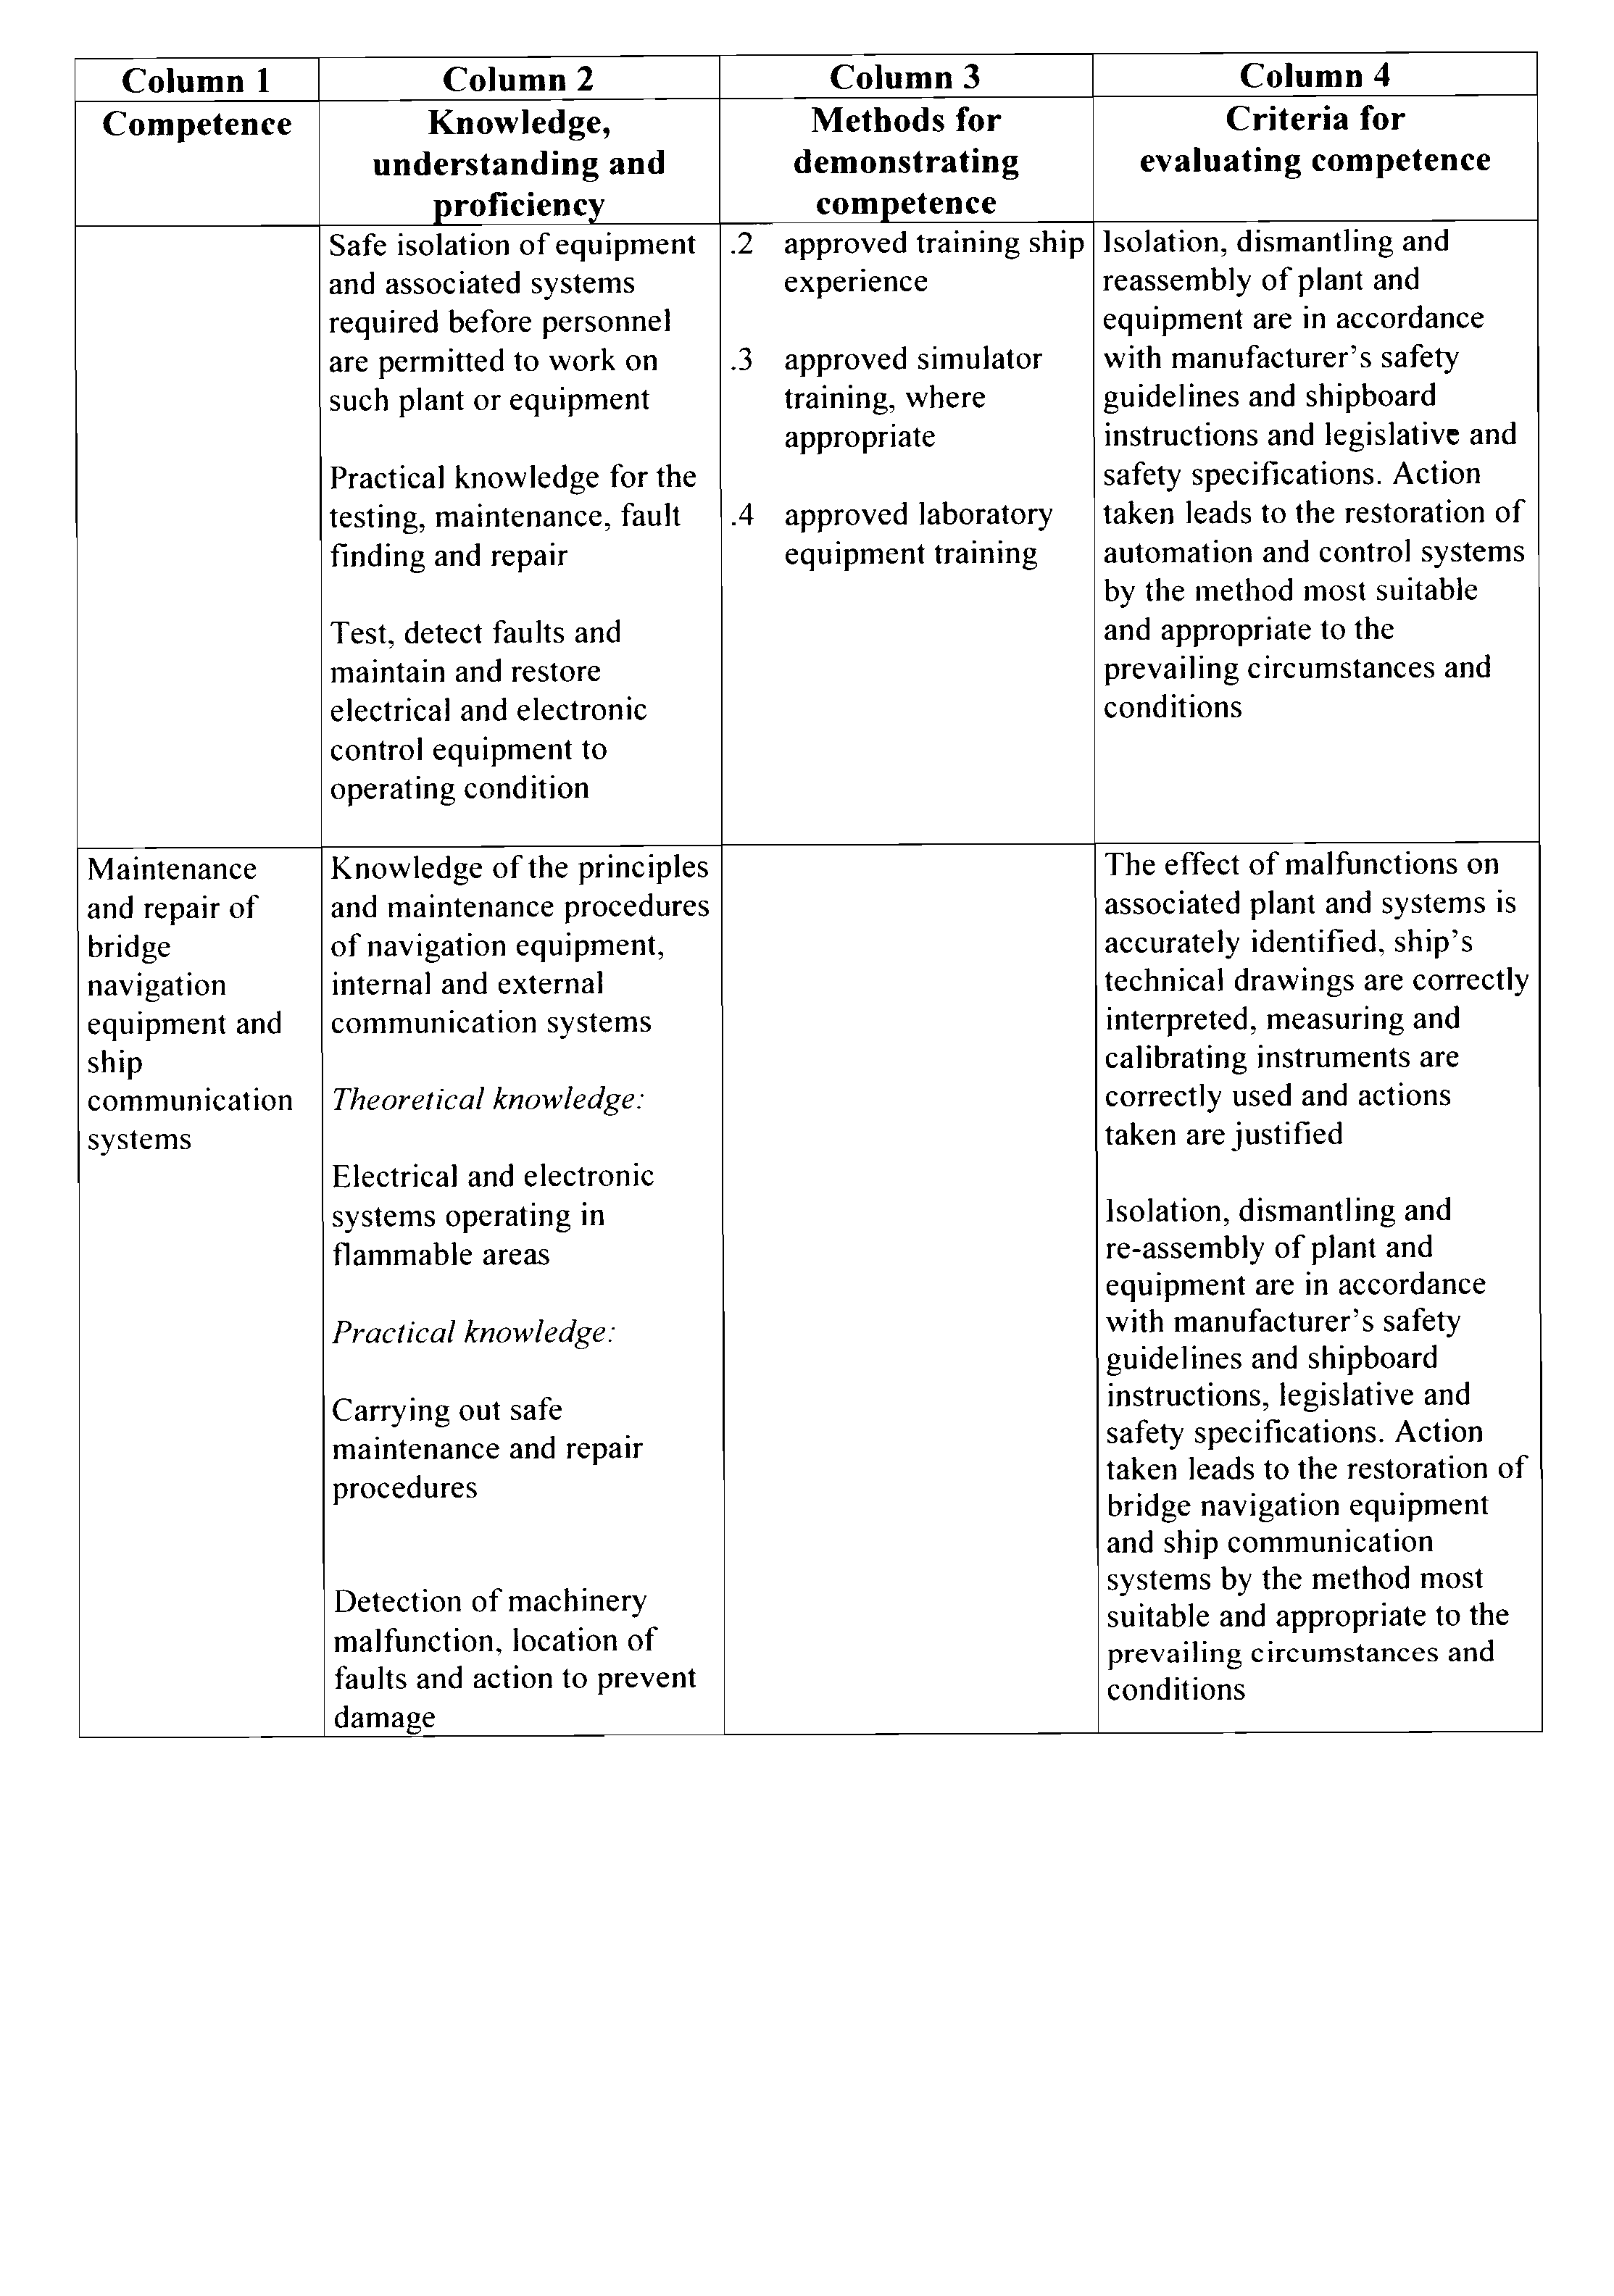 Column 1
Column 2
Column 3
Column 4
Competence
Knowledge,
understanding and
proficiency
Methods for
demonstrating
competence
Criteria for
evaluating competence
Safe isolation of equipment
and associated systems
required before personnel
are permitted to work on
such plant or equipment
Practical knowledge for the
testing, maintenance, fault
finding and repair
Test, detect faults and
maintain and restore
electrical and electronic
control equipment to
operating condition
.2 approved training ship
experience
.3 approved simulator
training, where
appropriate
.4 approved laboratory
equipment training
Isolation, dismantling and
reassembly of plant and
equipment are in accordance
with manufacturer's safety
guidelines and shipboard
instructions and legislative and
safety specifications. Action
taken leads to the restoration of
automation and control systems
by the method most suitable
and appropriate to the
prevailing circumstances and
conditions
Maintenance
and repair of
bridge
navigation
equipment and
ship
communication
systems
Knowledge of the principles
and maintenance procedures
of navigation equipment,
internal and external
communication systems
Theoretical knowledge:
Electrical and electronic
systems operating in
flammable areas
Practical knowledge:
Carrying out safe
maintenance and repair
procedures
Detection of machinery
malfunction, location of
faults and action to prevent
damage
The effect of malfunctions on
associated plant and systems is
accurately identified, ship's
technical drawings are correctly
interpreted, measuring and
calibrating instruments are
correctly used and actions
taken are justified
Isolation, dismantling and
re-assembly of plant and
equipment are in accordance
with manufacturer's safety
guidelines and shipboard
instructions, legislative and
safety specifications. Action
taken leads to the restoration of
bridge navigation equipment
and ship communication
systems by the method most
suitable and appropriate to the
prevailing circumstances and
conditions